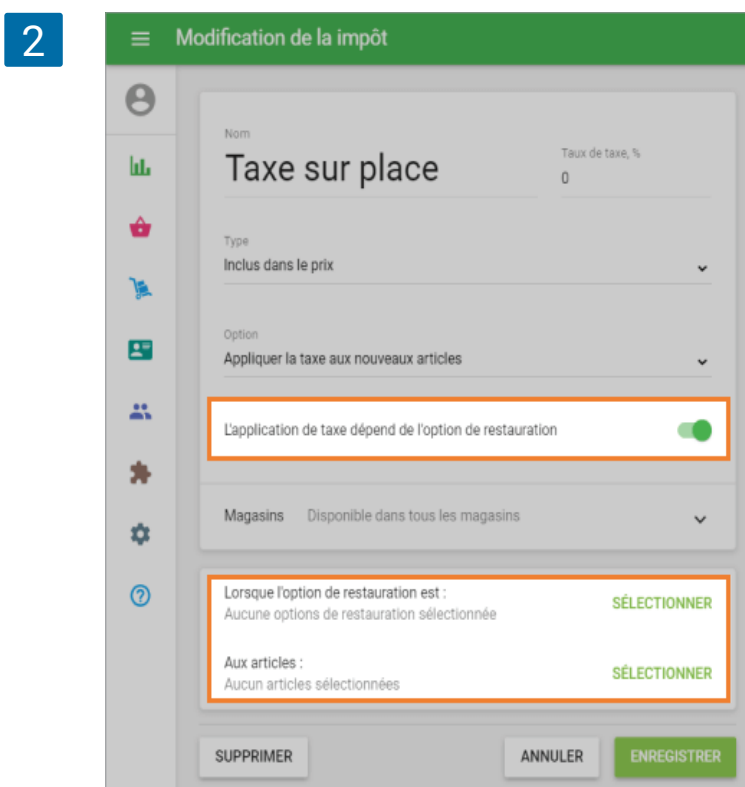 2
Modification de la impôt
Nom
Taxe sur place
Taux de taxe, %
0
Type
Inclus dans le prix
Option
Appliquer la taxe aux nouveaux articles
L'application de taxe dépend de l'option de restauration
Magasins Disponible dans tous les magasins
Lorsque l'option de restauration est :
Aucune options de restauration sélectionnée
SÉLECTIONNER
Aux articles :
Aucun articles sélectionnées
SÉLECTIONNER
SUPPRIMER ANNULER ENREGISTRER